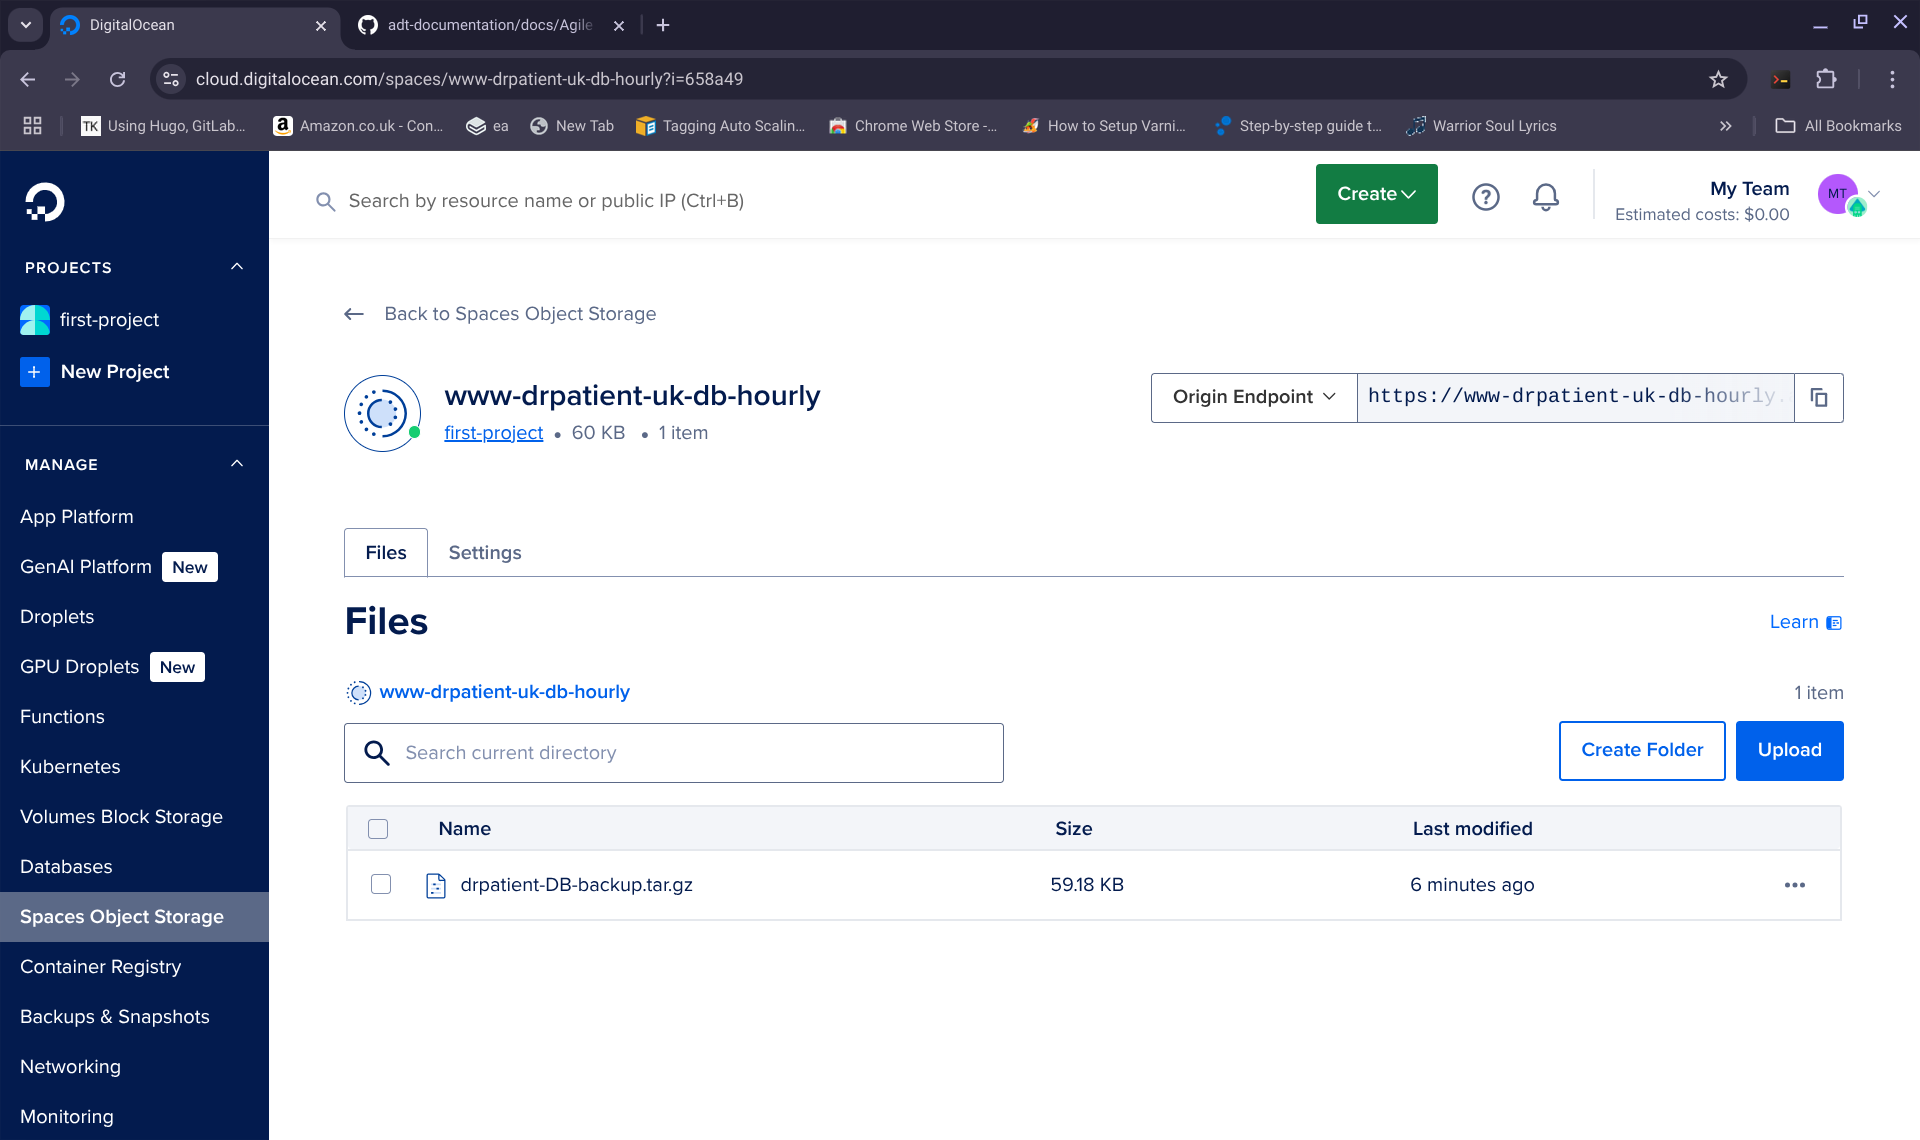 DigitalOcean
adt-documentation/docs/Agile
cloud.digitalocean.com/spaces/www-drpatient-uk-db-hourly?i=658a49
TK Using Hugo, GitLab...
a Amazon.co.uk - Con...
ea
New Tab
Tagging Auto Scalin...
Chrome Web Store -...
How to Setup Varni...
Step-by-step guide t...
Warrior Soul Lyrics
All Bookmarks
Search by resource name or public IP (Ctrl+B)
Create
My Team
Estimated costs: $0.00
MT
PROJECTS
first-project
New Project
MANAGE
App Platform
GenAI Platform New
Droplets
GPU Droplets New
Functions
Kubernetes
Volumes Block Storage
Databases
Spaces Object Storage
Container Registry
Backups & Snapshots
Networking
Monitoring
Back to Spaces Object Storage
www-drpatient-uk-db-hourly
first-project • 60 KB • 1 item
Origin Endpoint
https://www-drpatient-uk-db-hourly.
Files
Settings
Files
Learn
www-drpatient-uk-db-hourly
1 item
Search current directory
Create Folder
Upload
Name Size Last modified
drpatient-DB-backup.tar.gz 59.18 KB 6 minutes ago